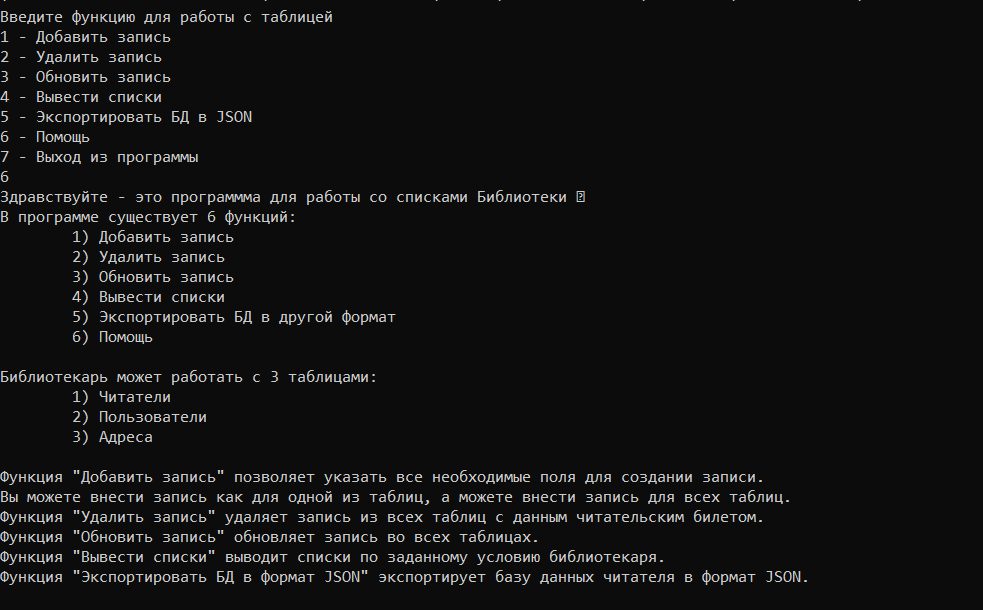 Введите функцию для работы с таблицей
1 - Добавить запись
2 - Удалить запись
3 - Обновить запись
4 - Вывести списки
5 - Экспортировать БД в JSON
6 - Помощь
7 - Выход из программы
6
Здравствуйте - это программма для работы со списками Библиотеки
В программе существует 6 функций:
1) Добавить запись
2) Удалить запись
3) Обновить запись
4) Вывести списки
5) Экспортировать БД в другой формат
6) Помощь
Библиотекарь может работать с 3 таблицами:
1) Читатели
2) Пользователи
3) Адреса
Функция "Добавить запись" позволяет указать все необходимые поля для создании записи.
Вы можете внести запись как для одной из таблиц, а можете внести запись для всех таблиц.
Функция "Удалить запись" удаляет запись из всех таблиц с данным читательским билетом.
Функция "Обновить запись" обновляет запись во всех таблицах.
Функция "Вывести списки" выводит списки по заданному условию библиотекаря.
Функция "Экспортировать БД в формат JSON" экспортирует базу данных читателя в формат JSON.